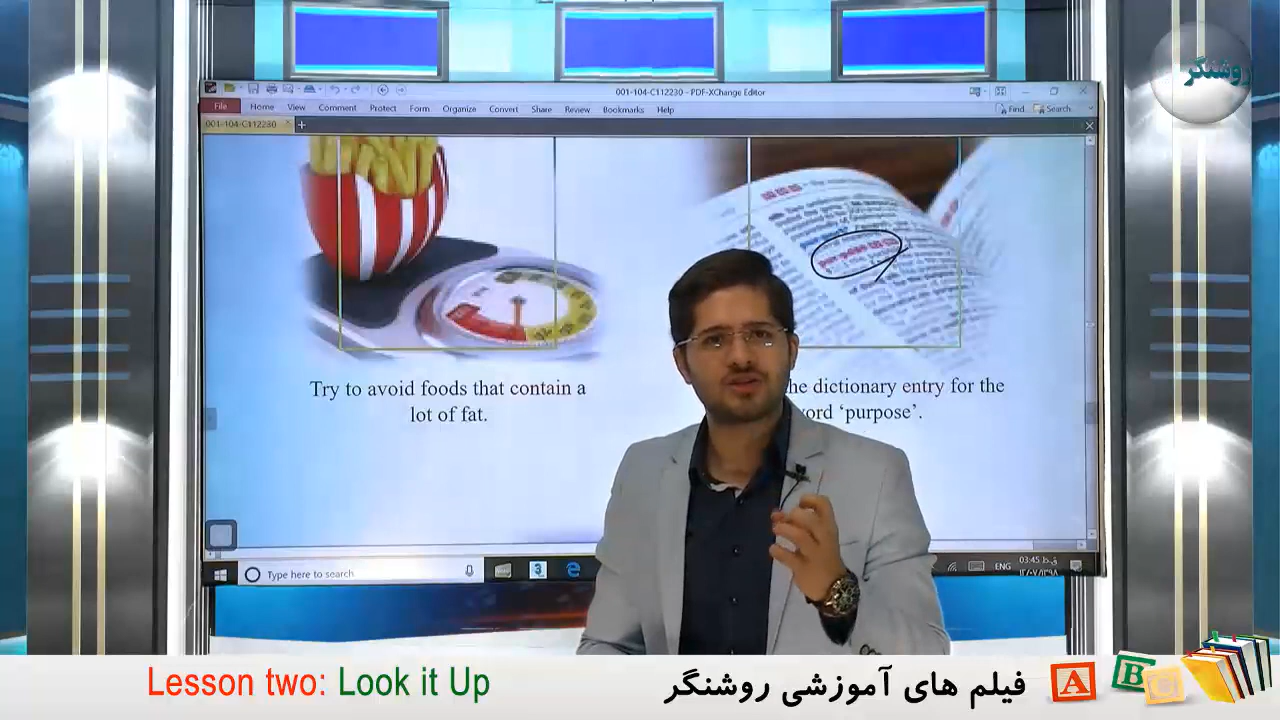 روشنگر
001-104-C112230 - PDF-XChange Editor
File Home View Comment Protect Form Organize Convert Share Review Bookmarks Help
Find Search
001-104-C112230
Try to avoid foods that contain a
lot of fat.
he dictionary entry for the
ord ‘purpose’.
Type here to search
ENG
03:45 ق.ظ
Lesson two: Look it Up
فیلم های آموزشی روشنگر
A B C